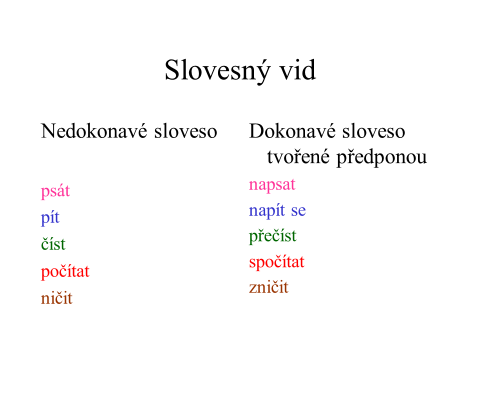 Slovesný vid
Nedokonavé sloveso
psát
pít
číst
počítat
ničit
Dokonavé sloveso
tvořené předponou
napsat
napít se
přečíst
spočítat
zničit